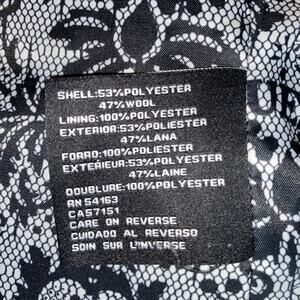 SHELL:53%POLYESTER
47%WOOL
LINING:100%POLYESTER
EXTERIOR:53%POLIESTER
47%LANA
FORRO:100%POLIESTER
EXTÉRIEUR:53%POLYESTER
47%LAINE
DOUBLURE:100%POLYESTER
RN 54163
CA57151
CARE ON REVERSE
CUIDADO AL REVERSO
SOIN SUR L'INVERSE